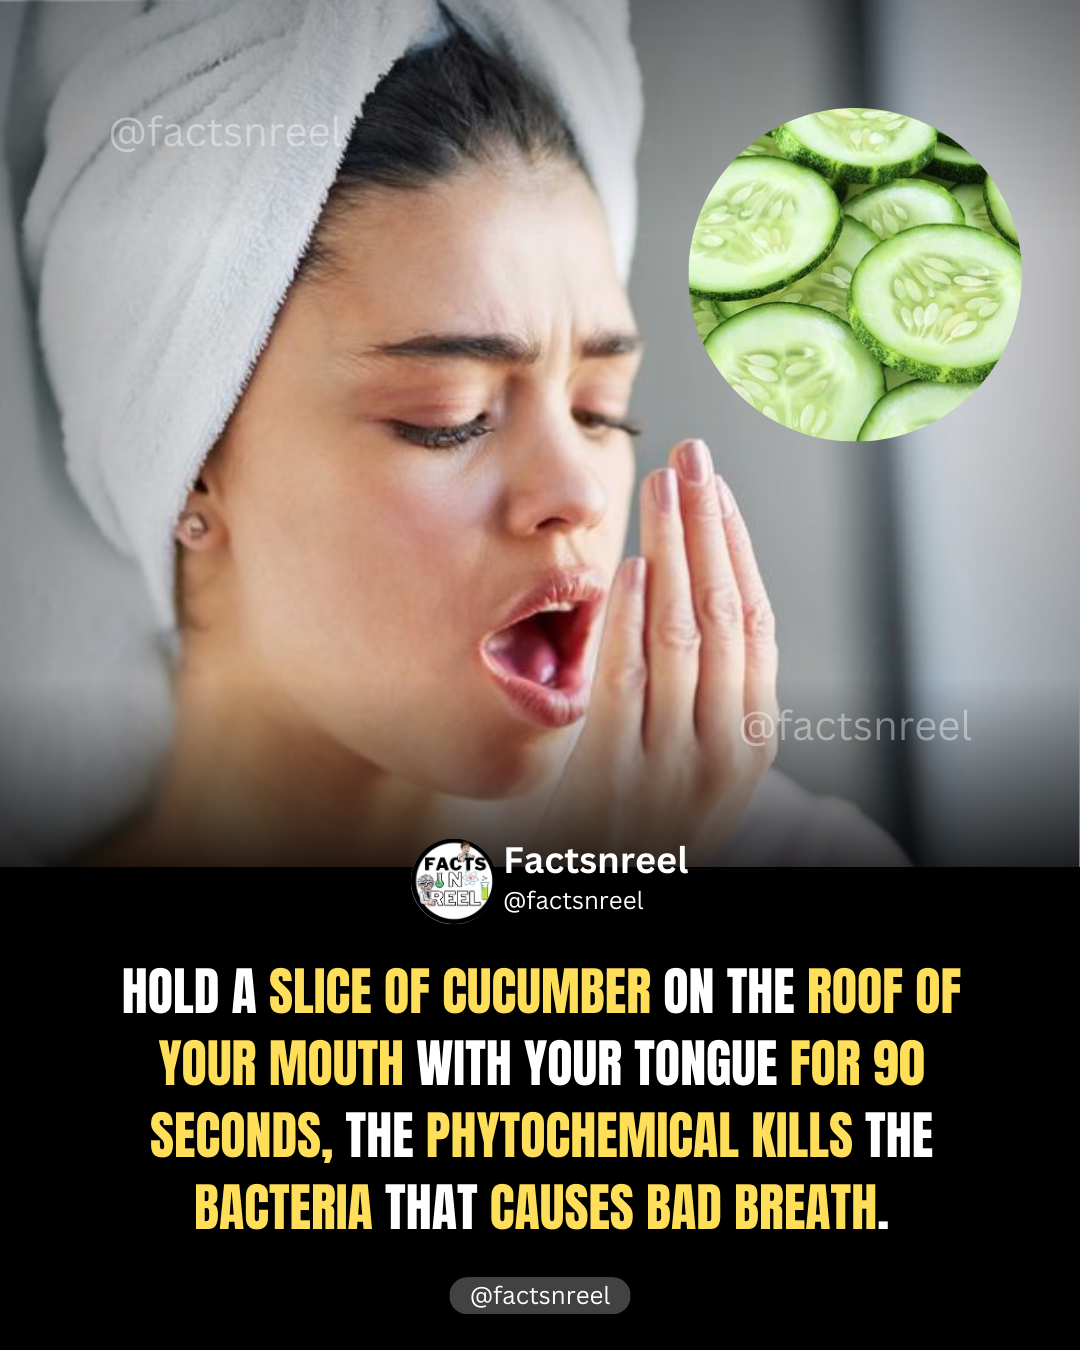 @factsnreel
@factsnreel
FACTS
IN
REEL
Factsnreel
@factsnreel
HOLD A SLICE OF CUCUMBER ON THE ROOF OF
YOUR MOUTH WITH YOUR TONGUE FOR 90
SECONDS, THE PHYTOCHEMICAL KILLS THE
BACTERIA THAT CAUSES BAD BREATH.
@factsnreel